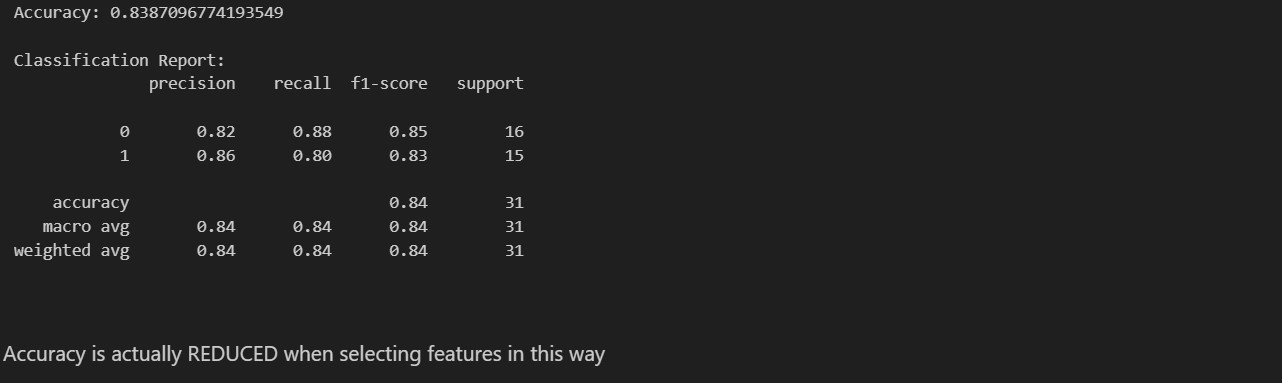 Accuracy: 0.8387096774193549
Classification Report:
precision recall f1-score support
0 0.82 0.88 0.85 16
1 0.86 0.80 0.83 15
accuracy 0.84 31
macro avg 0.84 0.84 0.84 31
weighted avg 0.84 0.84 0.84 31
Accuracy is actually REDUCED when selecting features in this way